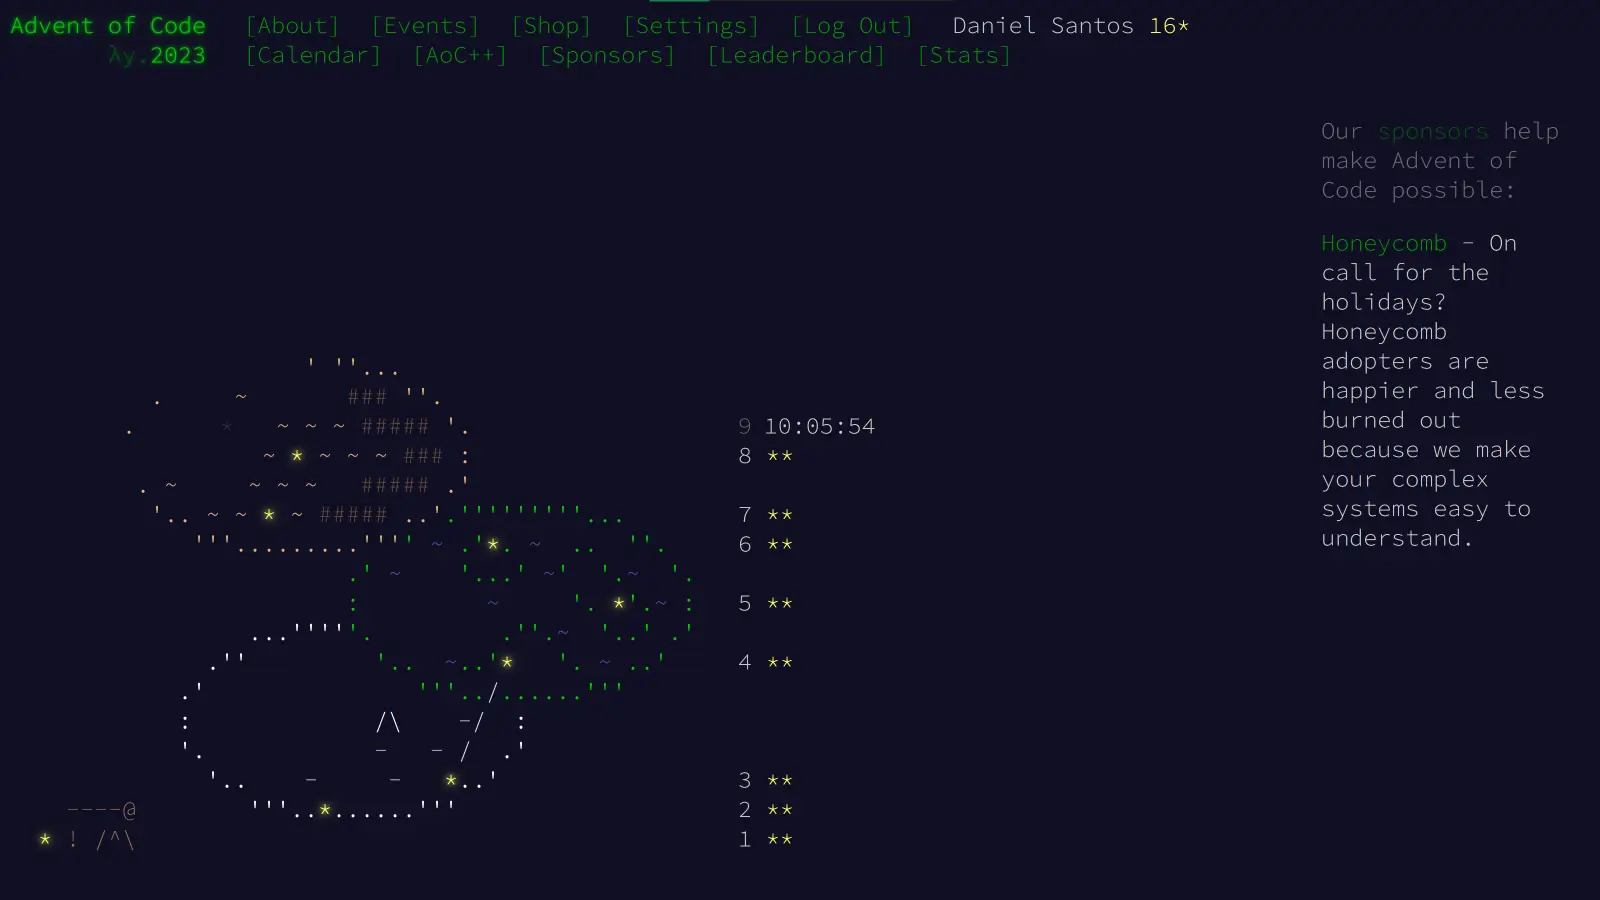 Advent of Code [About] [Events] [Shop] [Settings] [Log Out] Daniel Santos 16*
λy.2023 [Calendar] [AoC++] [Sponsors] [Leaderboard] [Stats]
Our sponsors help
make Advent of
Code possible:
Honeycomb - On
call for the
holidays?
Honeycomb
adopters are
happier and less
burned out
because we make
your complex
systems easy to
understand.
9 10:05:54
8 **
7 **
6 **
5 **
4 **
3 **
2 **
1 **